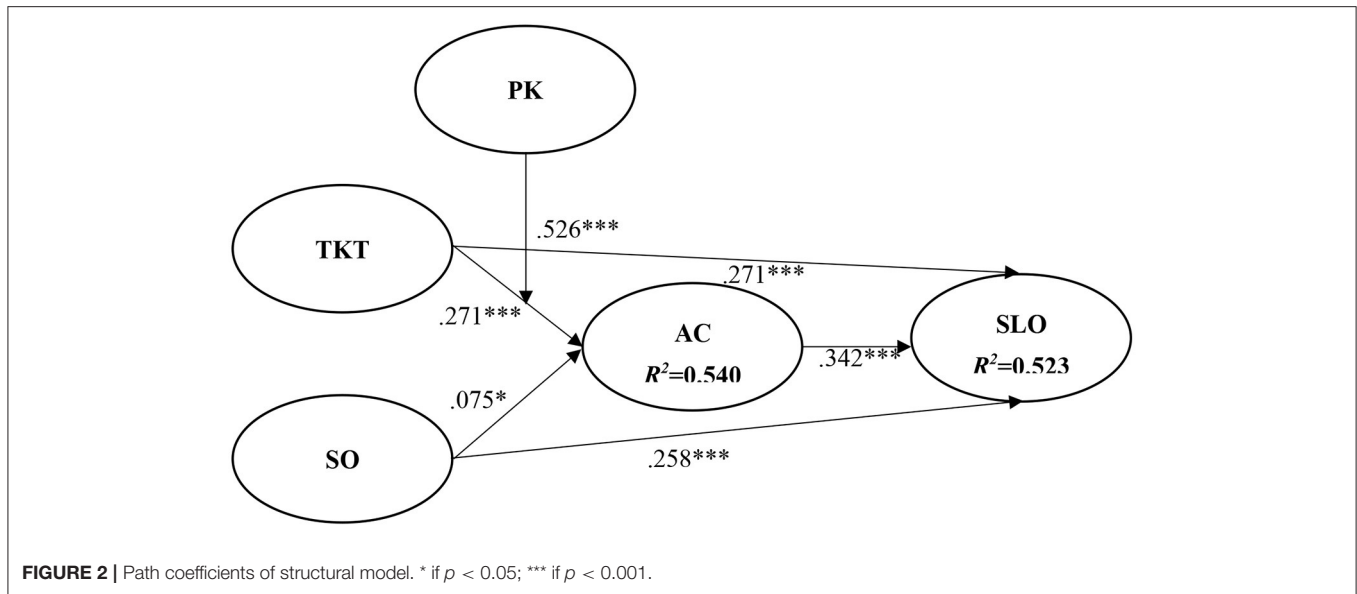 PK
.526***
TKT
.271***
.271***
AC
R²=0.540
.342***
SLO
R²=0.523
.075*
SO
.258***
FIGURE 2 | Path coefficients of structural model. * if p < 0.05; *** if p < 0.001.